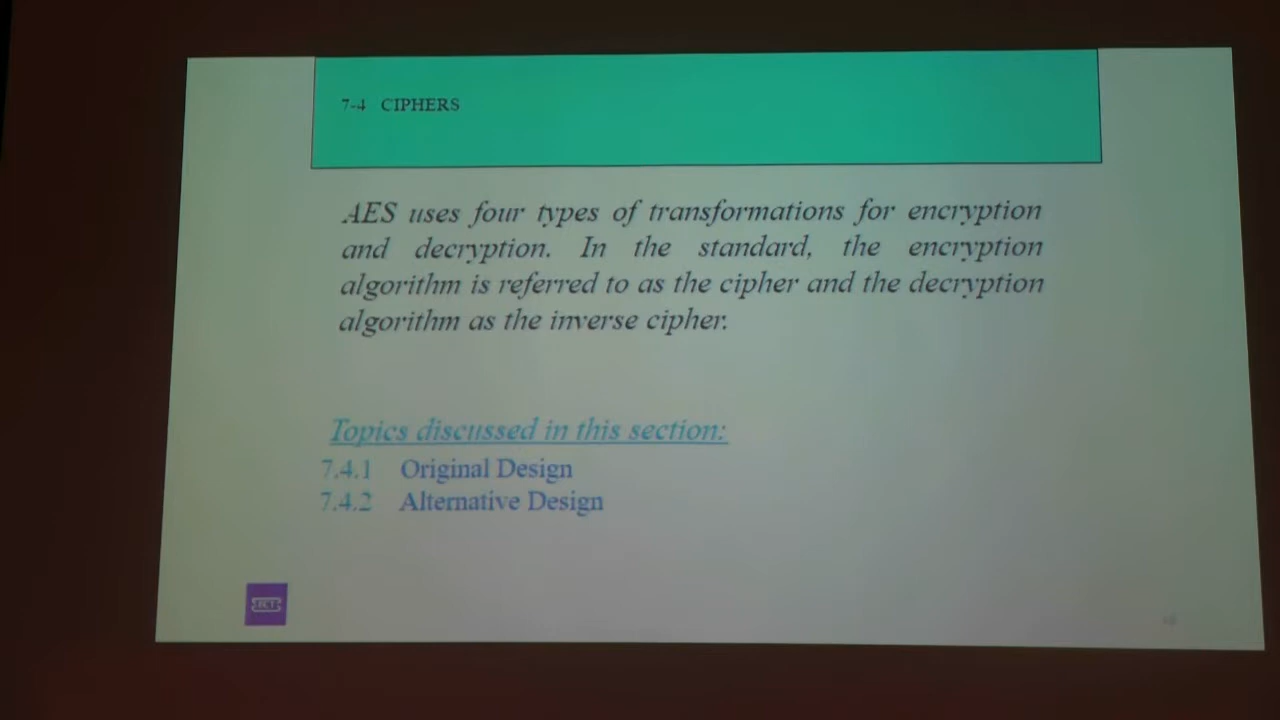 7-4 CIPHERS
AES uses four types of transformations for encryption
and decryption. In the standard, the encryption
algorithm is referred to as the cipher and the decryption
algorithm as the inverse cipher.
Topics discussed in this section:
7.4.1 Original Design
7.4.2 Alternative Design